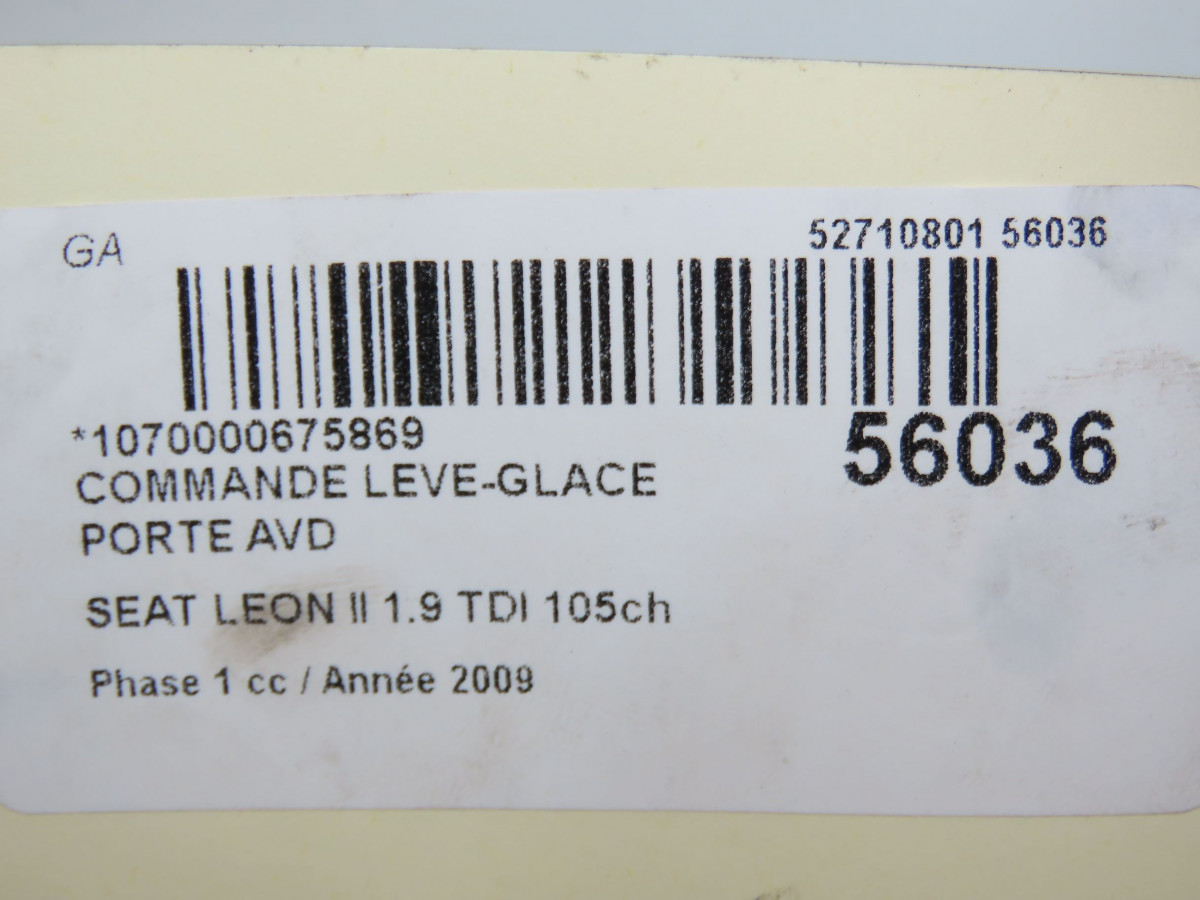 GA
52710801 56036
*1070000675869
56036
COMMANDE LEVE-GLACE
PORTE AVD
SEAT LEON II 1.9 TDI 105ch
Phase 1 cc / Année 2009